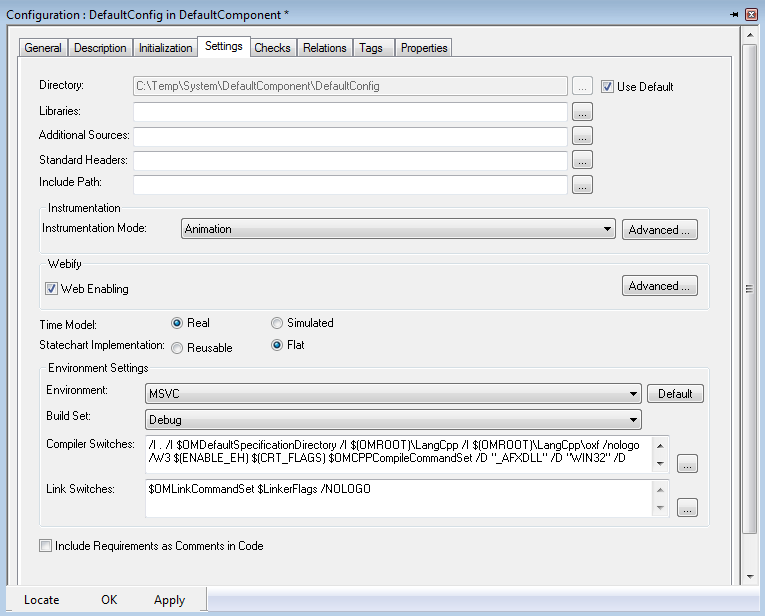 Configuration : DefaultConfig in DefaultComponent *
General Description Initialization Settings Checks Relations Tags Properties
Directory: C:\Temp\System\DefaultComponent\DefaultConfig ... Use Default
Libraries: ...
Additional Sources: ...
Standard Headers: ...
Include Path: ...
Instrumentation
Instrumentation Mode: Animation Advanced ...
Webify
Web Enabling Advanced ...
Time Model: Real Simulated
Statechart Implementation: Reusable Flat
Environment Settings
Environment: MSVC Default
Build Set: Debug
Compiler Switches: /I . /I $OMDefaultSpecificationDirectory /I $(OMROOT)\LangCpp /I $(OMROOT)\LangCpp\oxf /nologo
/W3 $(ENABLE_EH) $(CRT_FLAGS) $OMCPPCompileCommandSet /D "_AFXDLL" /D "WIN32" /D ...
Link Switches: $OMLinkCommandSet $LinkerFlags /NOLOGO
...
Include Requirements as Comments in Code
Locate OK Apply